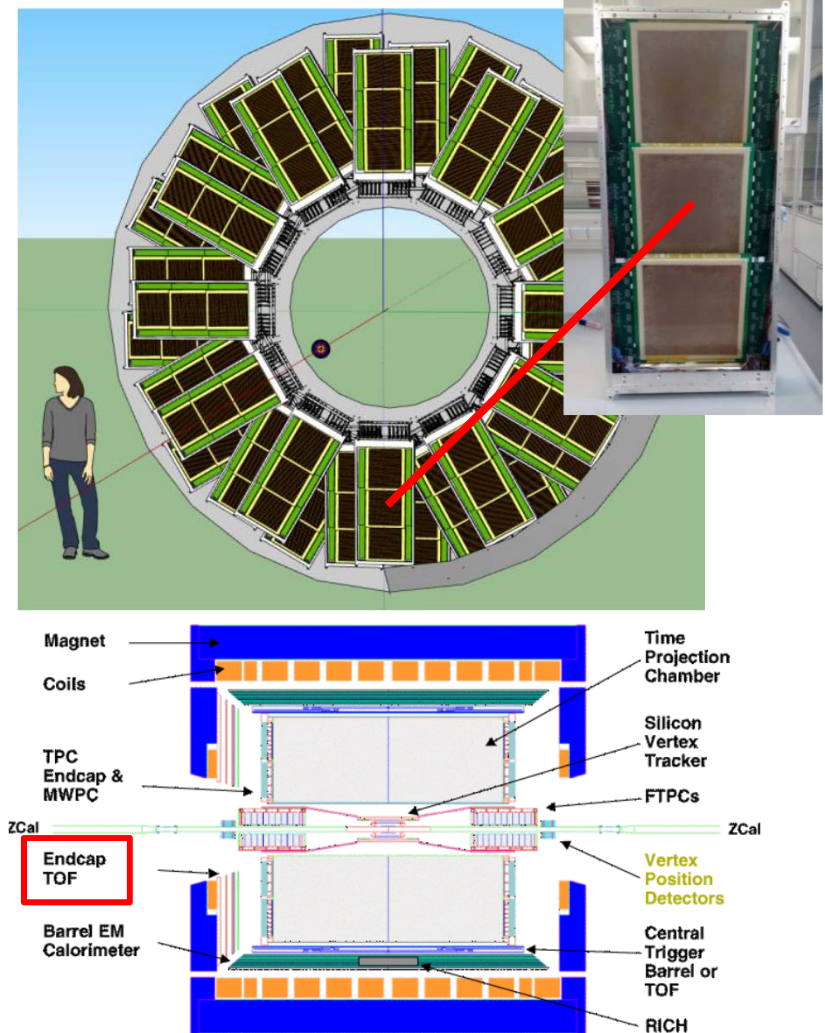 Magnet
Coils
TPC
Endcap &
MWPC
ZCal
Endcap
TOF
Barrel EM
Calorimeter
Time
Projection
Chamber
Silicon
Vertex
Tracker
FTPCs
ZCal
Vertex
Position
Detectors
Central
Trigger
Barrel or
TOF
RICH